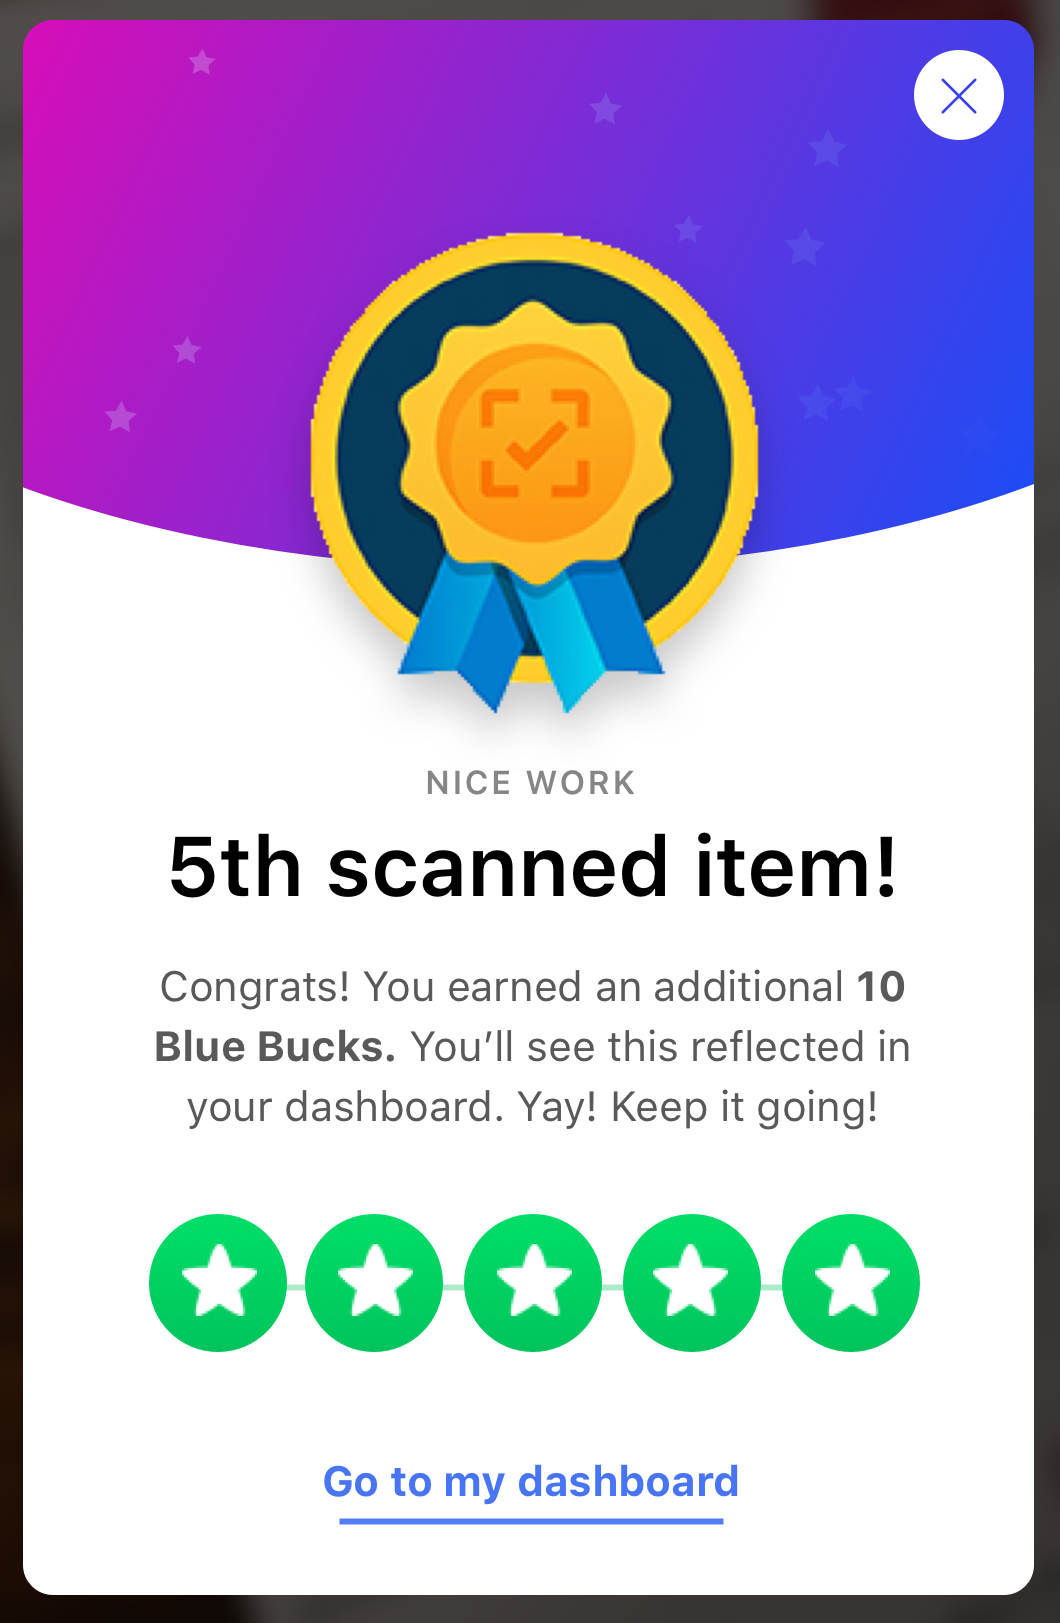 NICE WORK
5th scanned item!
Congrats! You earned an additional 10
Blue Bucks. You’ll see this reflected in
your dashboard. Yay! Keep it going!
Go to my dashboard